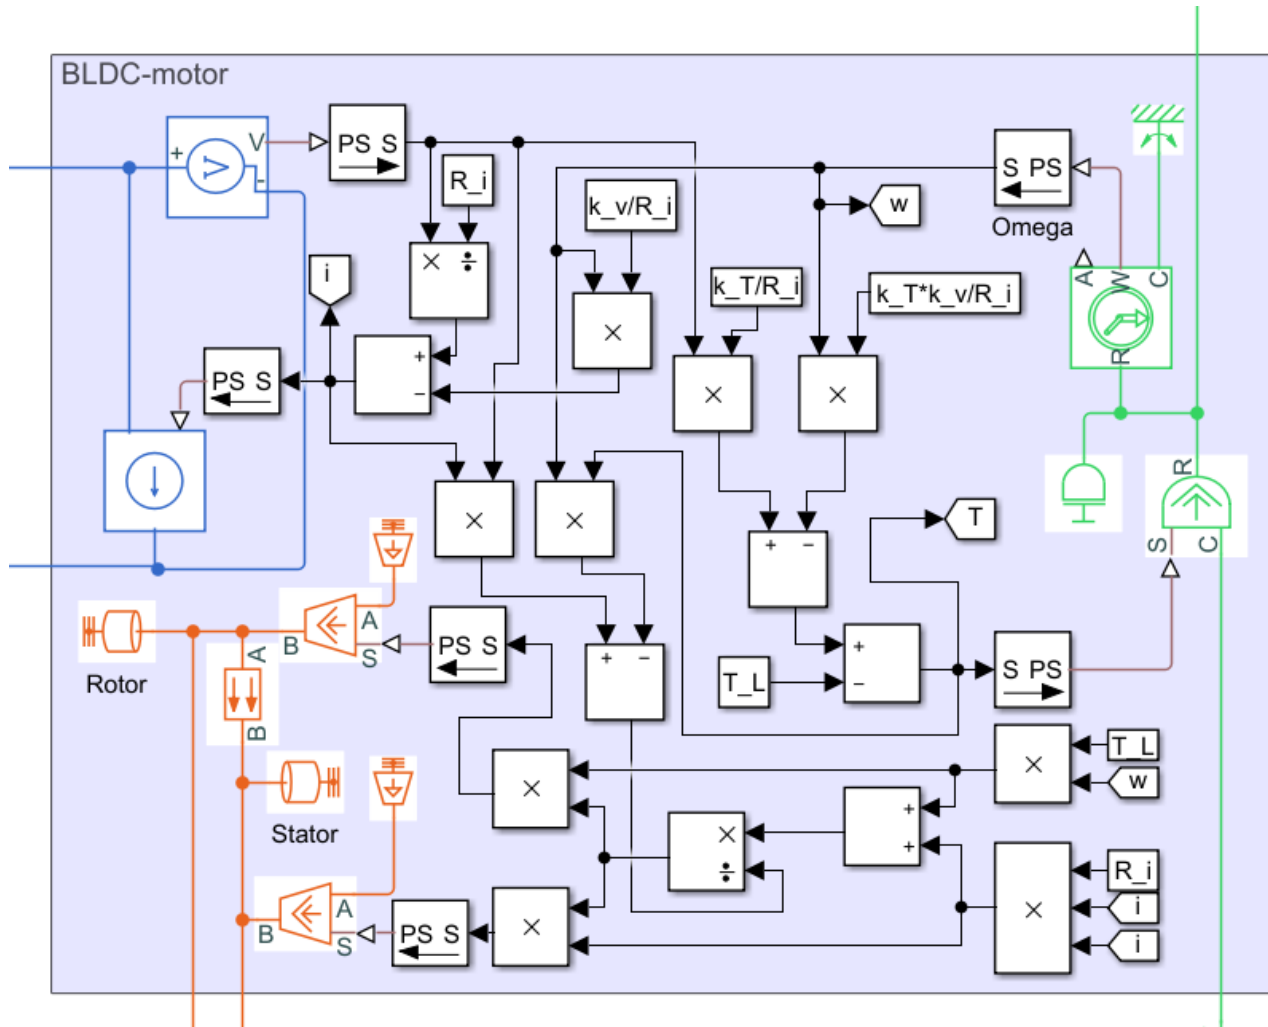 BLDC-motor
+ V -
PS S
R_i
k_v/R_i
S PS
Omega
w
A W C
R
i
× ÷
×
k_T/R_i
k_T*k_v/R_i
+
−
PS S
×
×
×
×
+ −
T
R
S C
A
B S
PS S
Rotor
A
B
+ −
T_L
+
−
S PS
×
×
T_L
w
Stator
×
÷
+
+
×
R_i
i
i
A
B S
PS S
×
V